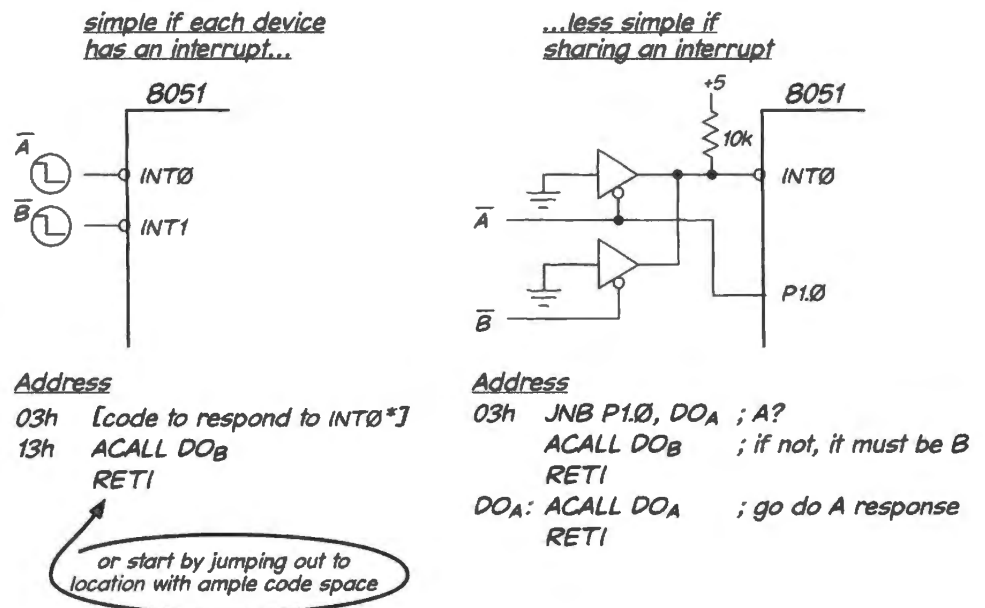 simple if each device
has an interrupt...
8051
A̅
INTØ
B̅
INT1
Address
03h [code to respond to INTØ*]
13h ACALL DOB
RETI
or start by jumping out to
location with ample code space
...less simple if
sharing an interrupt
+5
8051
10k
INTØ
A̅
P1.Ø
B̅
Address
03h JNB P1.Ø, DOA ; A?
ACALL DOB ; if not, it must be B
RETI
DOA: ACALL DOA ; go do A response
RETI